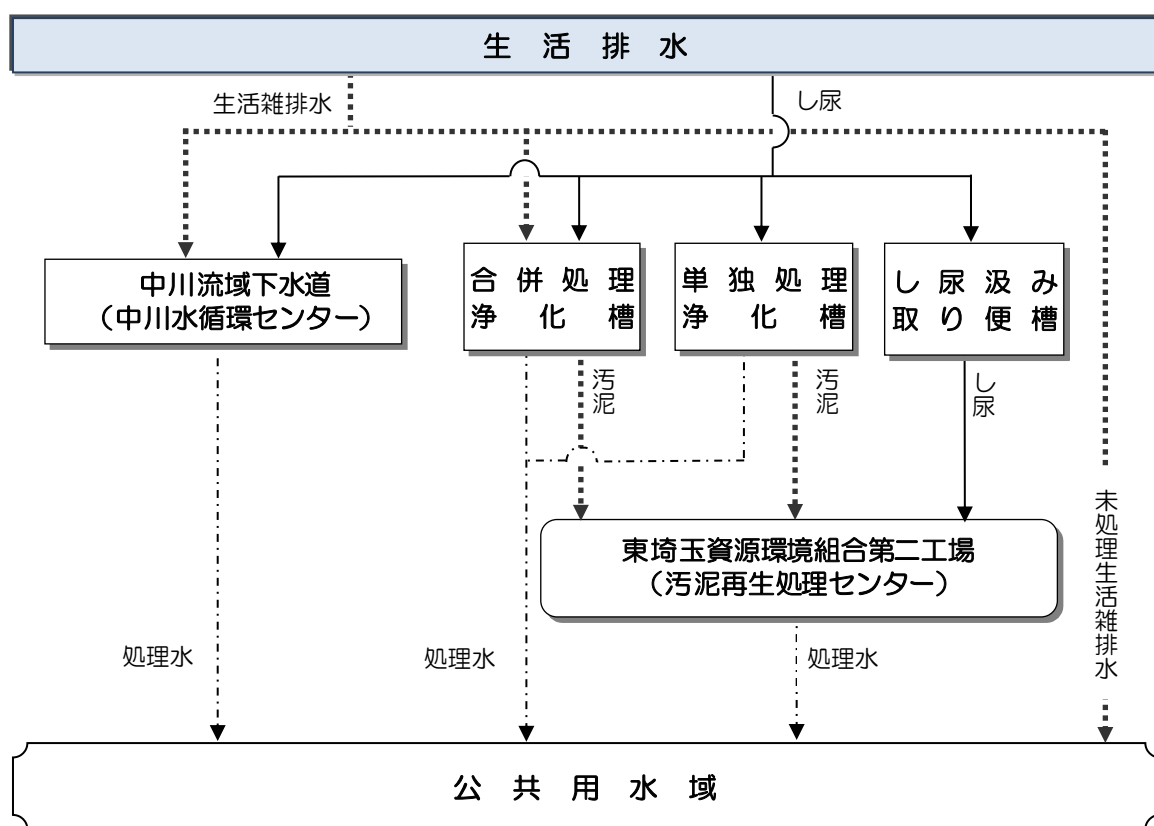 生活排水
生活雑排水
し尿
中川流域下水道
（中川水循環センター）
合併処理
浄化槽
単独処理
浄化槽
し尿汲み
取り便槽
汚泥
汚泥
し尿
東埼玉資源環境組合第二工場
（汚泥再生処理センター）
未処理生活雑排水
処理水
処理水
処理水
公共用水域